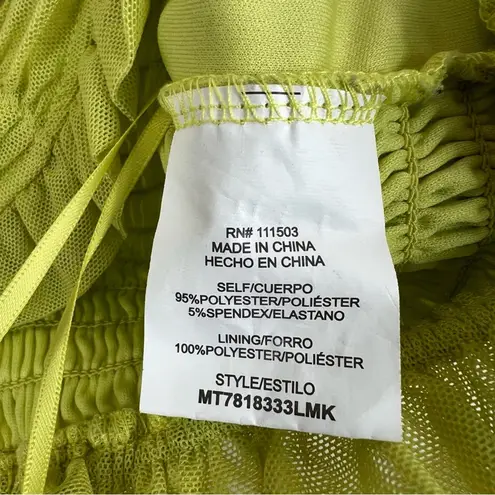 RN# 111503
MADE IN CHINA
HECHO EN CHINA
SELF/CUERPO
95%POLYESTER/POLIÉSTER
5%SPENDEX/ELASTANO
LINING/FORRO
100%POLYESTER/POLIÉSTER
STYLE/ESTILO
MT7818333LMK